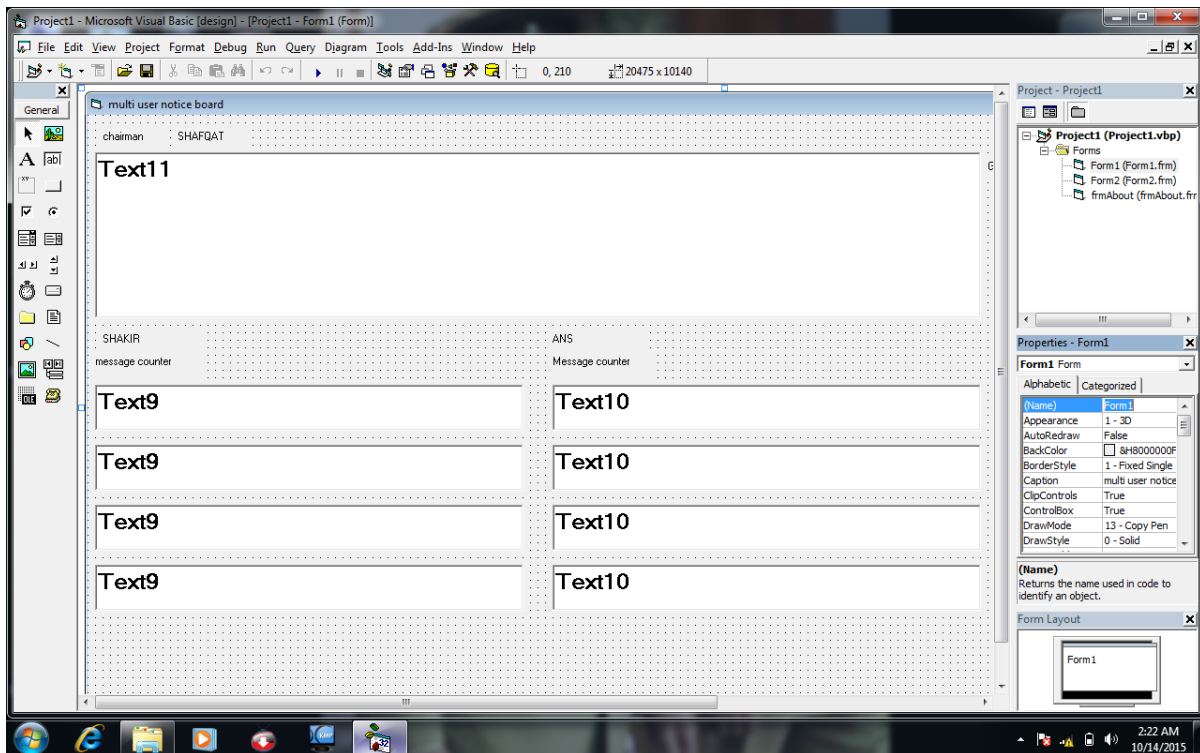 Project1 - Microsoft Visual Basic [design] - [Project1 - Form1 (Form)]
File Edit View Project Format Debug Run Query Diagram Tools Add-Ins Window Help
0, 210 20475 x 10140
General
A ab|
OLE
multi user notice board
chairman SHAFQAT
Text11
SHAKIR ANS
message counter Message counter
Text9 Text10
Text9 Text10
Text9 Text10
Text9 Text10
Project - Project1
Project1 (Project1.vbp)
Forms
Form1 (Form1.frm)
Form2 (Form2.frm)
frmAbout (frmAbout.frr
Properties - Form1
Form1 Form
Alphabetic Categorized
(Name) Form1
Appearance 1 - 3D
AutoRedraw False
BackColor &H8000000F
BorderStyle 1 - Fixed Single
Caption multi user notice
ClipControls True
ControlBox True
DrawMode 13 - Copy Pen
DrawStyle 0 - Solid
(Name)
Returns the name used in code to
identify an object.
Form Layout
Form1
32
2:22 AM
10/14/2015